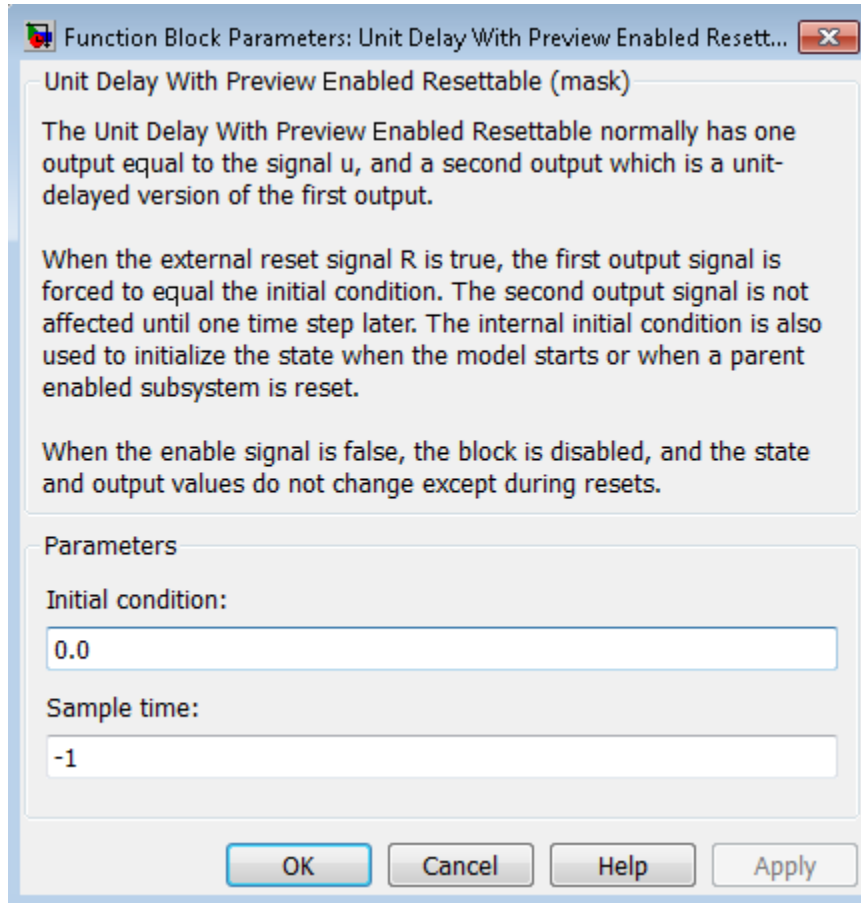 Function Block Parameters: Unit Delay With Preview Enabled Resett...
Unit Delay With Preview Enabled Resettable (mask)
The Unit Delay With Preview Enabled Resettable normally has one
output equal to the signal u, and a second output which is a unit-
delayed version of the first output.
When the external reset signal R is true, the first output signal is
forced to equal the initial condition. The second output signal is not
affected until one time step later. The internal initial condition is also
used to initialize the state when the model starts or when a parent
enabled subsystem is reset.
When the enable signal is false, the block is disabled, and the state
and output values do not change except during resets.
Parameters
Initial condition:
0.0
Sample time:
-1
OK Cancel Help Apply